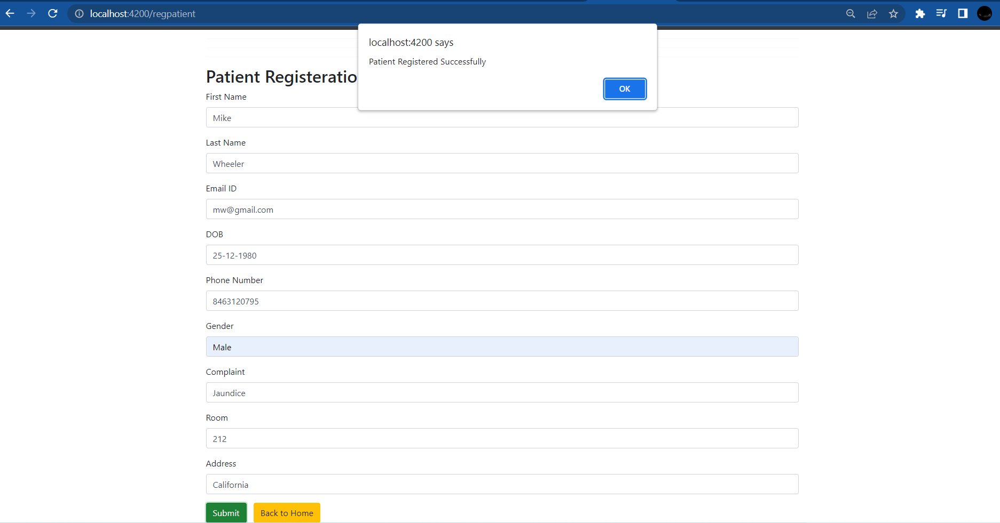 localhost:4200/regpatient
localhost:4200 says
Patient Registered Successfully
OK
Patient Registeratio
First Name
Mike
Last Name
Wheeler
Email ID
mw@gmail.com
DOB
25-12-1980
Phone Number
8463120795
Gender
Male
Complaint
Jaundice
Room
212
Address
California
Submit Back to Home